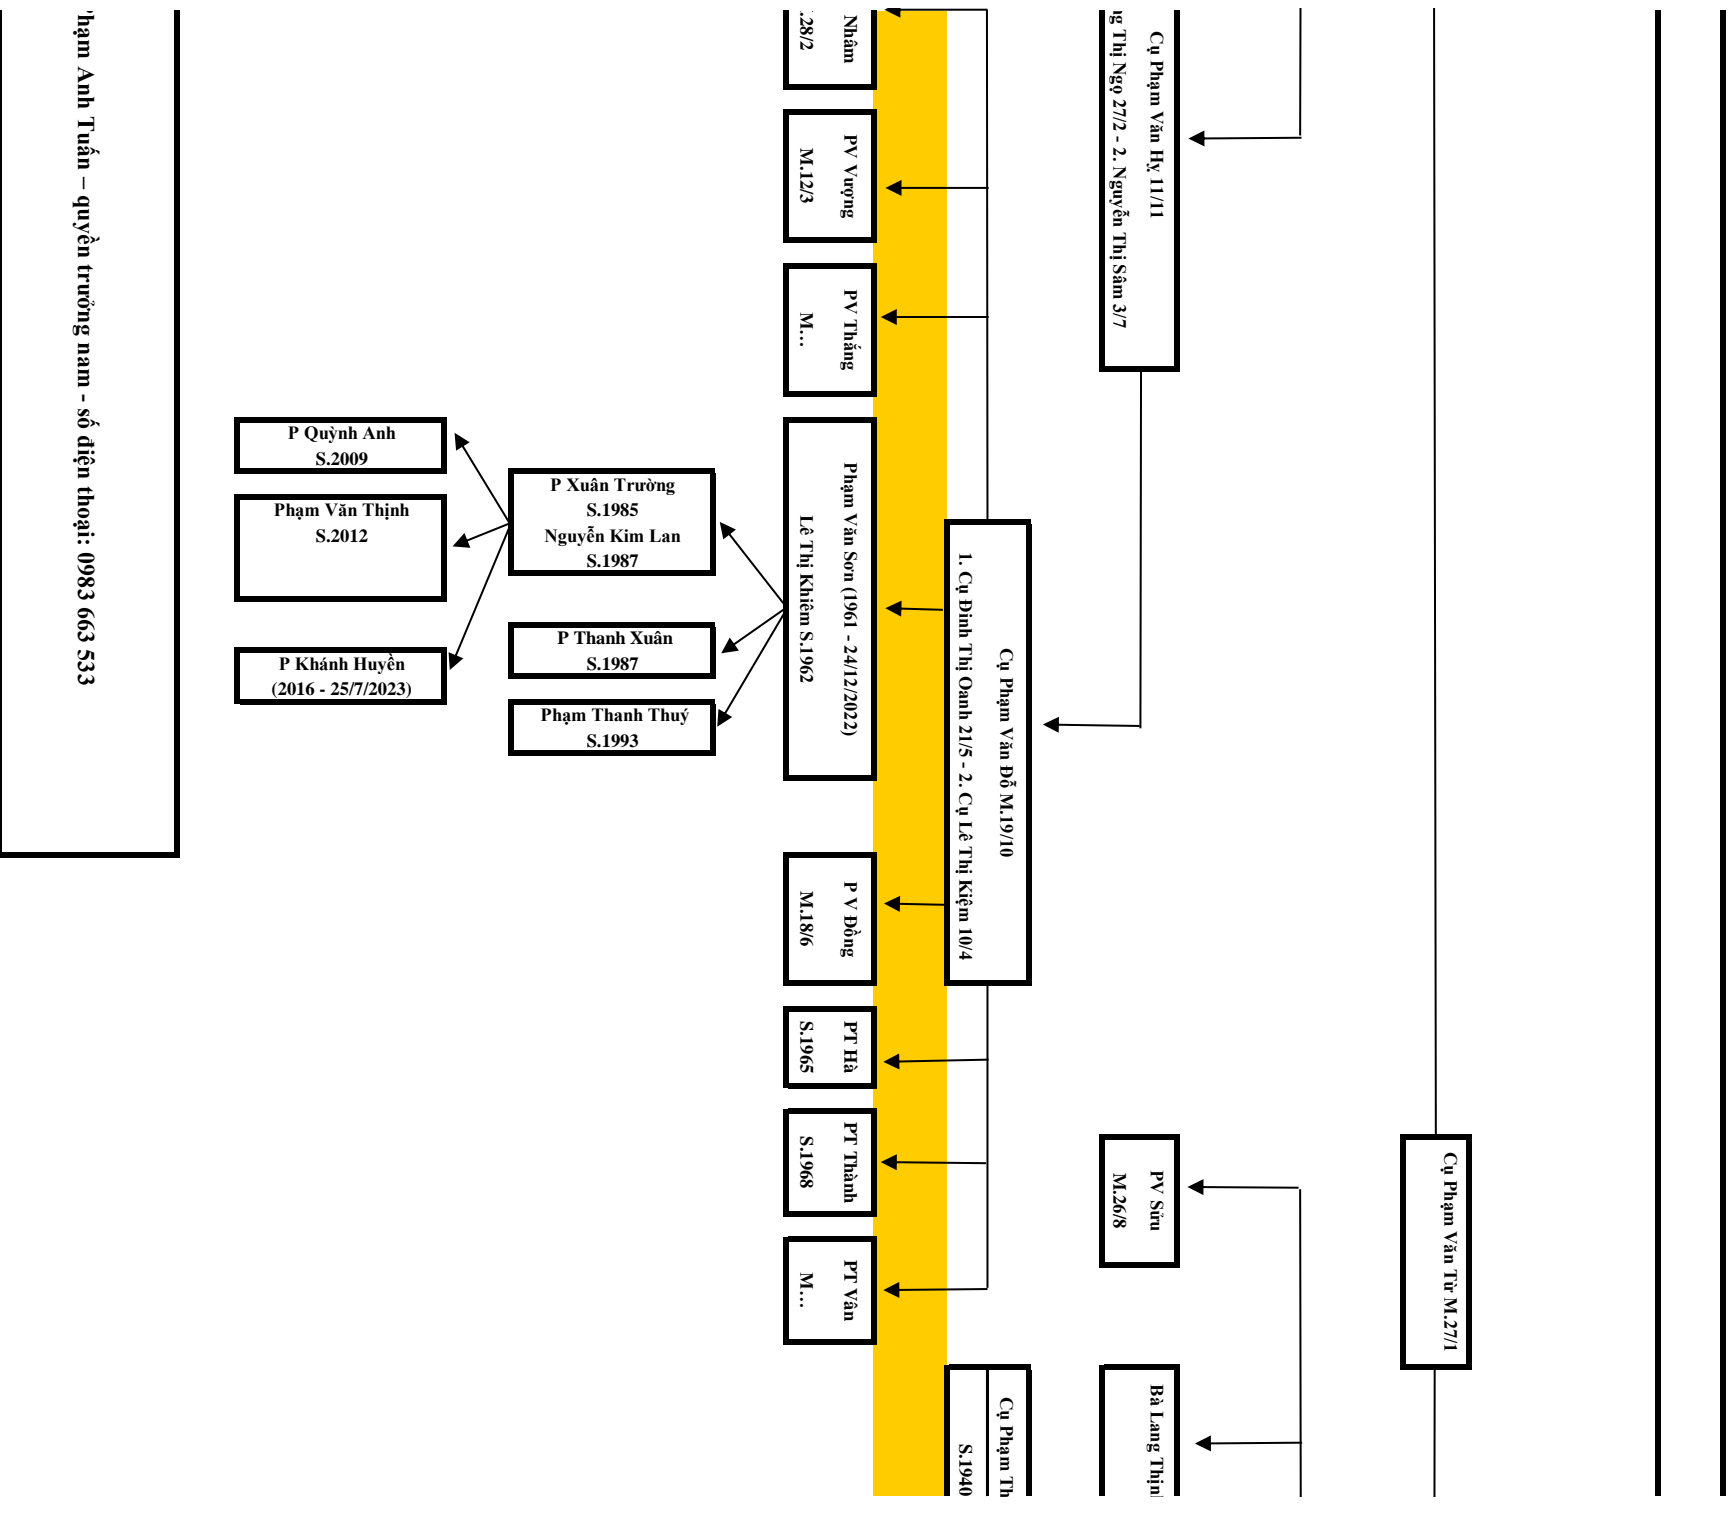 Cụ Phạm Văn Từ M.27/1
Cụ Phạm Văn Hy 11/11
Thị Ngọ 27/2 - 2. Nguyễn Thị Sâm 3/7
PV Sửu
M.26/8
Bà Lang
Cụ Phạm Văn Đỗ M.19/10
1. Cụ Đinh Thị Oanh 21/5 - 2. Cụ Lê Thị Kiệm 10/4
Cụ Phạm
S.1940
Nhâm
28/2
PV Vượng
M.12/3
PV Thắng
M…
Phạm Văn Sơn (1961 - 24/12/2022)
Lê Thị Khiêm S.1962
P V Đồng
M.18/6
PT Hà
S.1965
PT Thành
S.1968
PT Vân
M…
P Xuân Trường
S.1985
Nguyễn Kim Lan
S.1987
P Thanh Xuân
S.1987
Phạm Thanh Thuý
S.1993
P Quỳnh Anh
S.2009
Phạm Văn Thịnh
S.2012
P Khánh Huyền
(2016 - 25/7/2023)
Anh Tuấn – quyền trưởng nam - số điện thoại: 0983 663 533